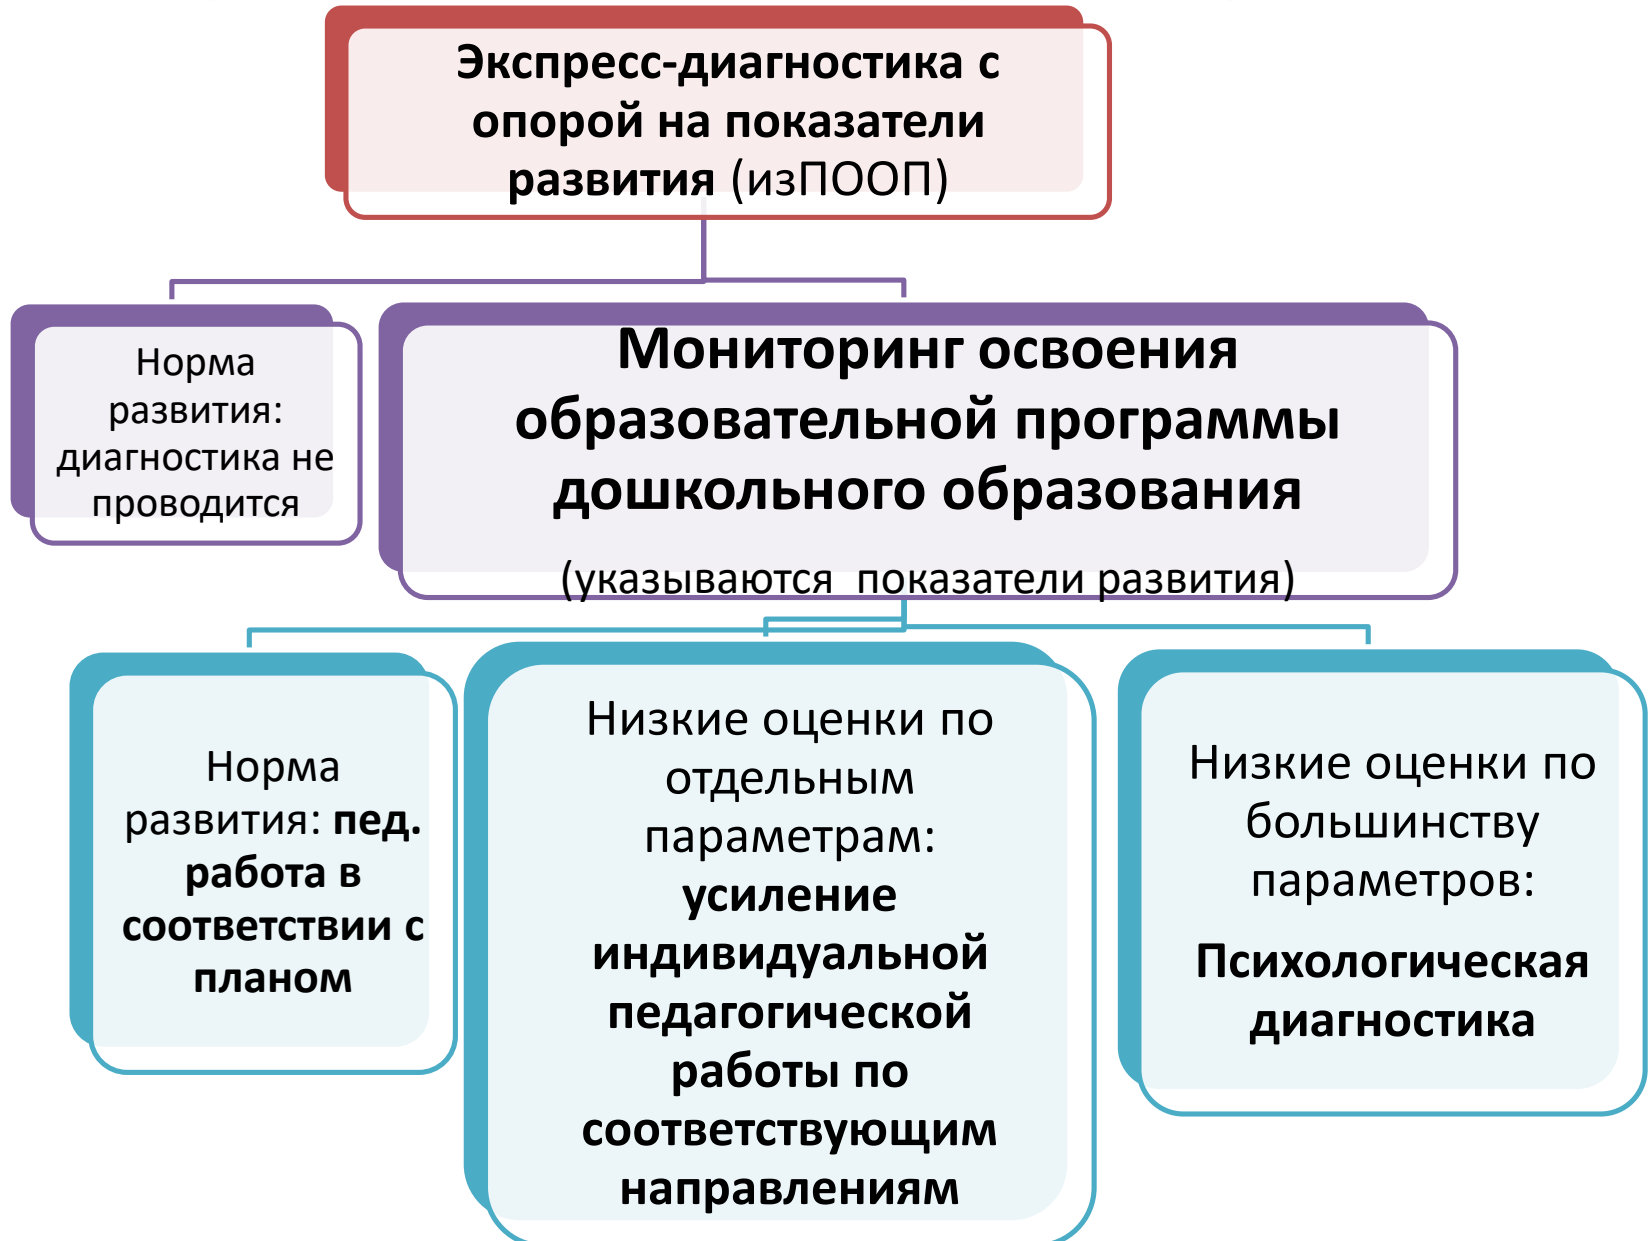 Экспресс-диагностика с
опорой на показатели
развития (изПООП)
Норма
развития:
диагностика не
проводится
Мониторинг освоения
образовательной программы
дошкольного образования
(указываются показатели развития)
Норма
развития: пед.
работа в
соответствии с
планом
Низкие оценки по
отдельным
параметрам:
усиление
индивидуальной
педагогической
работы по
соответствующим
направлениям
Низкие оценки по
большинству
параметров:
Психологическая
диагностика